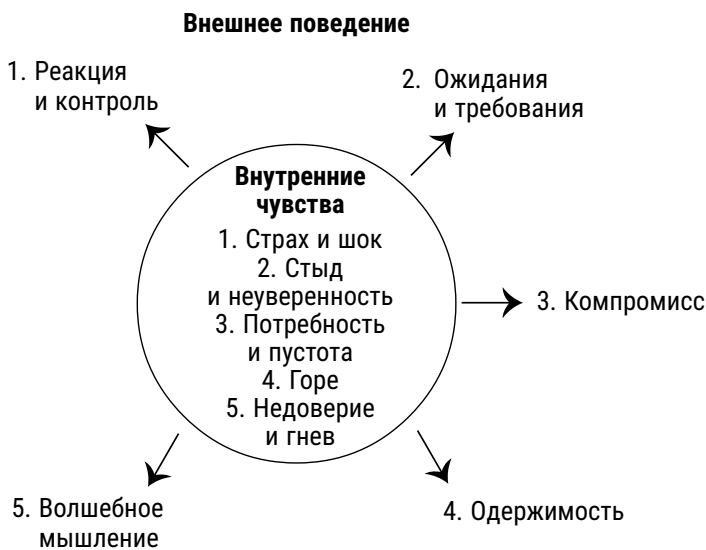 Внешнее поведение
1. Реакция
и контроль
2. Ожидания
и требования
Внутренние
чувства
1. Страх и шок
2. Стыд
и неуверенность
3. Потребность
и пустота
4. Горе
5. Недоверие
и гнев
3. Компромисс
4. Одержимость
5. Волшебное
мышление